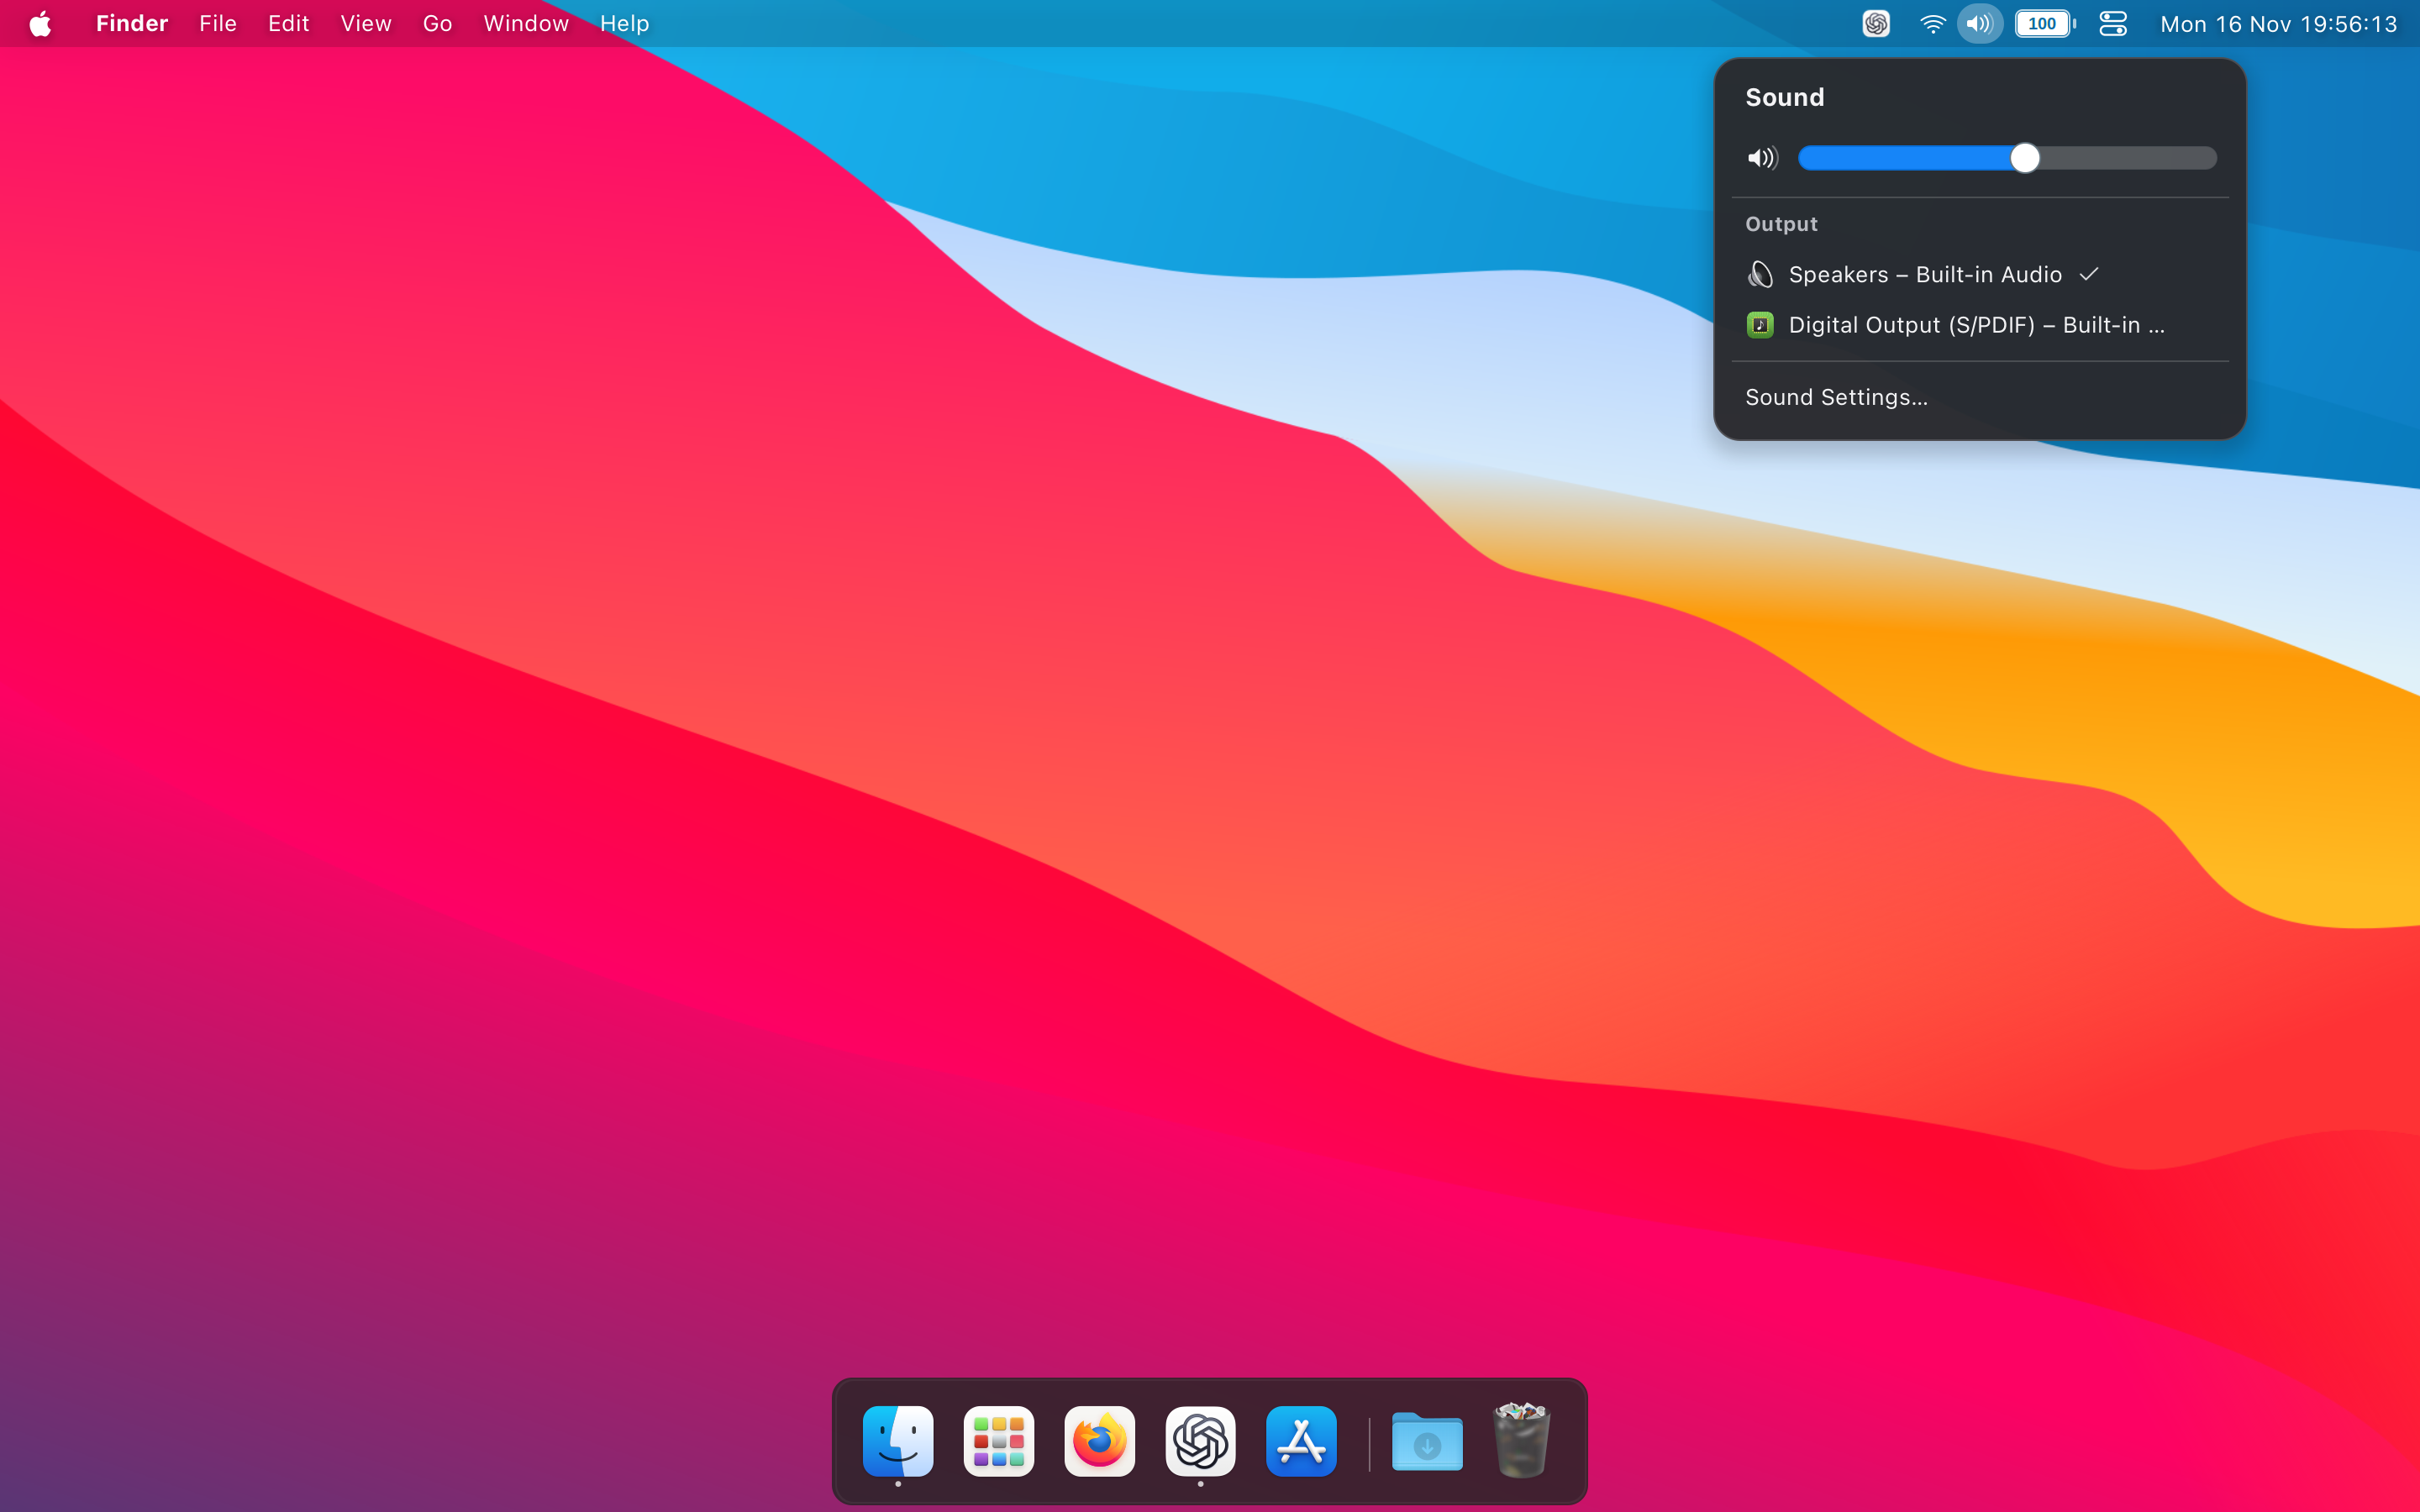 Finder File Edit View Go Window Help 100 Mon 16 Nov 19:56:13
Sound
Output
Speakers – Built-in Audio
Digital Output (S/PDIF) – Built-in ...
Sound Settings...